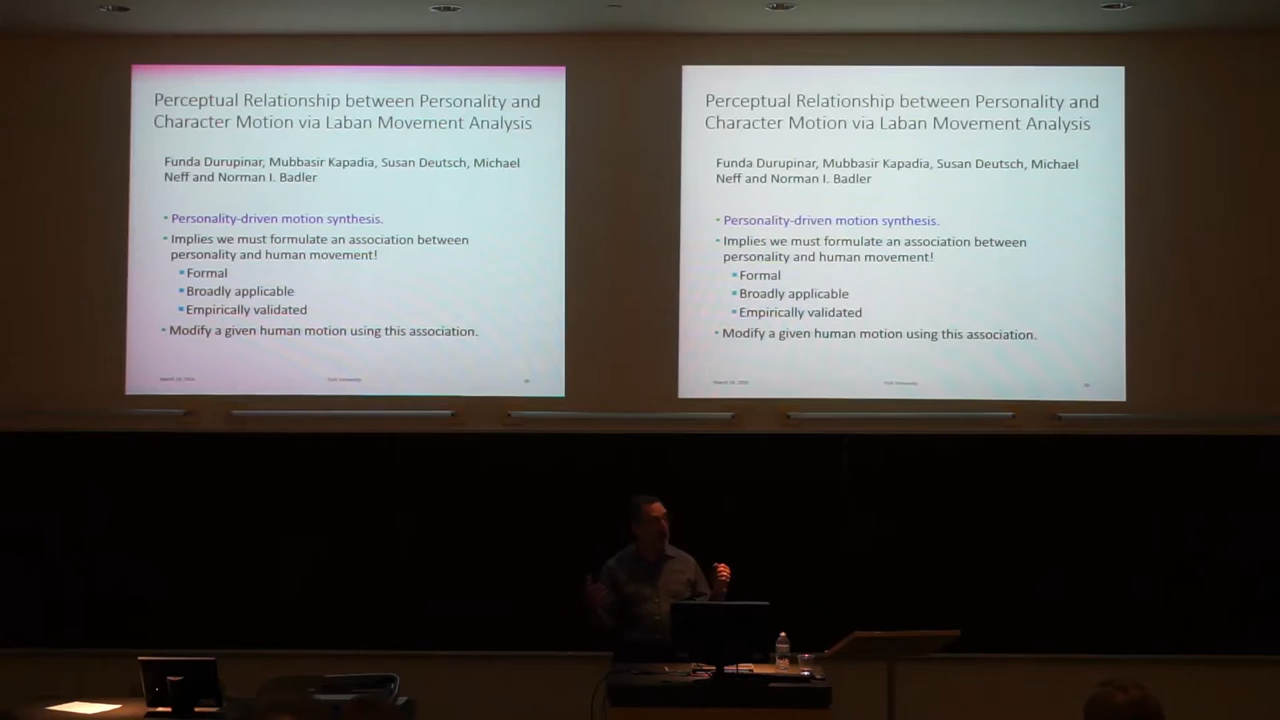 Perceptual Relationship between Personality and
Character Motion via Laban Movement Analysis
Funda Durupinar, Mubbasir Kapadia, Susan Deutsch, Michael
Neff and Norman I. Badler
Personality-driven motion synthesis.
Implies we must formulate an association between
personality and human movement!
Formal
Broadly applicable
Empirically validated
Modify a given human motion using this association.
York University
Perceptual Relationship between Personality and
Character Motion via Laban Movement Analysis
Funda Durupinar, Mubbasir Kapadia, Susan Deutsch, Michael
Neff and Norman I. Badler
Personality-driven motion synthesis.
Implies we must formulate an association between
personality and human movement!
Formal
Broadly applicable
Empirically validated
Modify a given human motion using this association.
York University